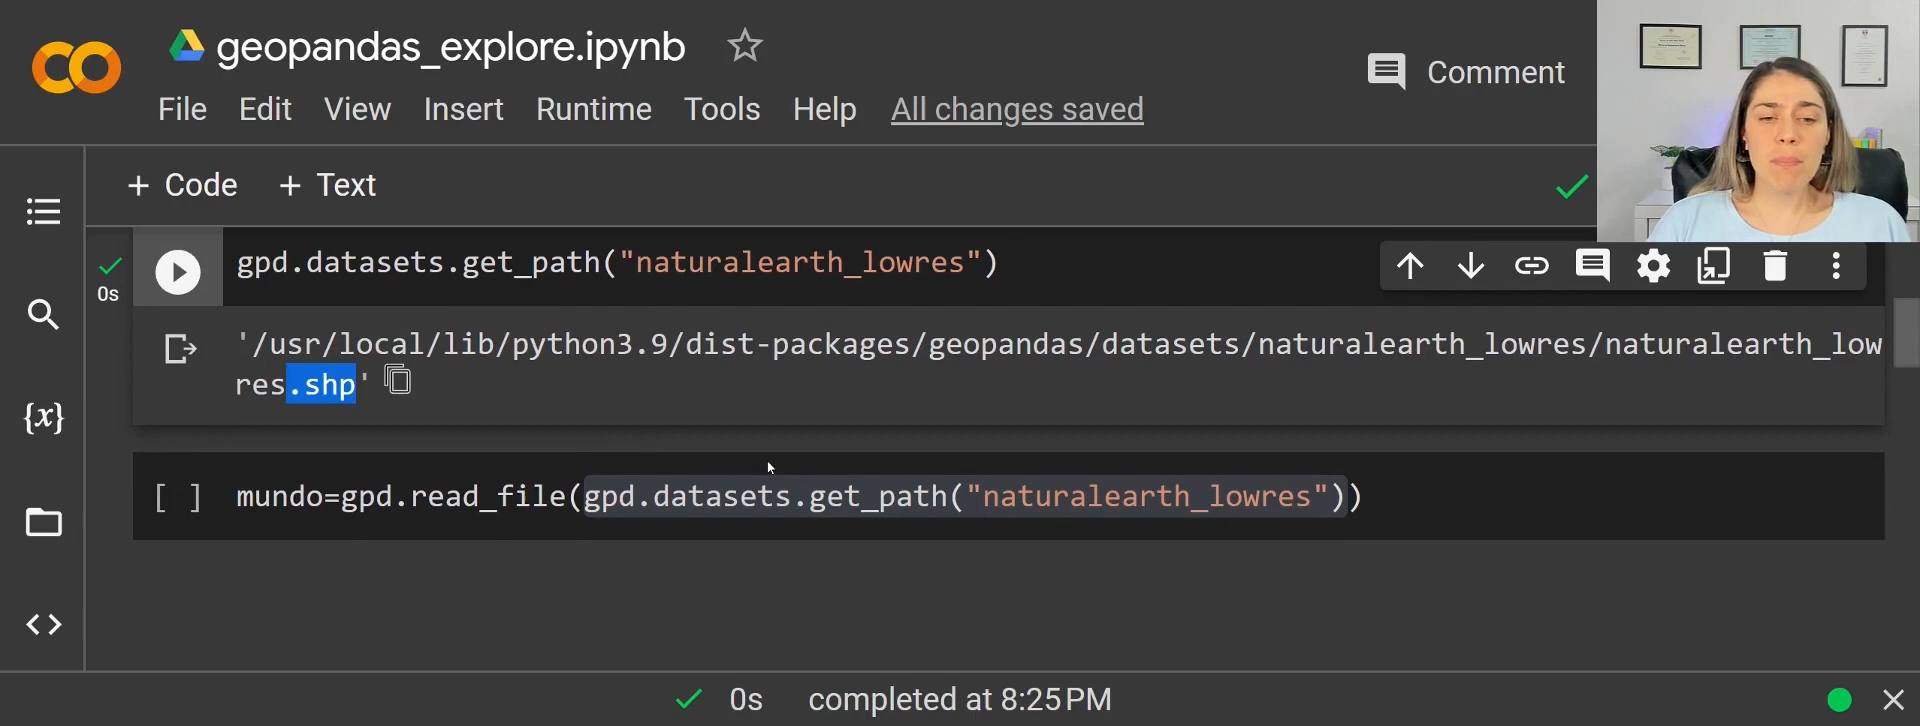 geopandas_explore.ipynb
Comment
File Edit View Insert Runtime Tools Help All changes saved
+ Code + Text
gpd.datasets.get_path("naturalearth_lowres")
0s
'/usr/local/lib/python3.9/dist-packages/geopandas/datasets/naturalearth_lowres/naturalearth_low
res.shp'
{x}
[ ] mundo=gpd.read_file(gpd.datasets.get_path("naturalearth_lowres"))
0s completed at 8:25 PM